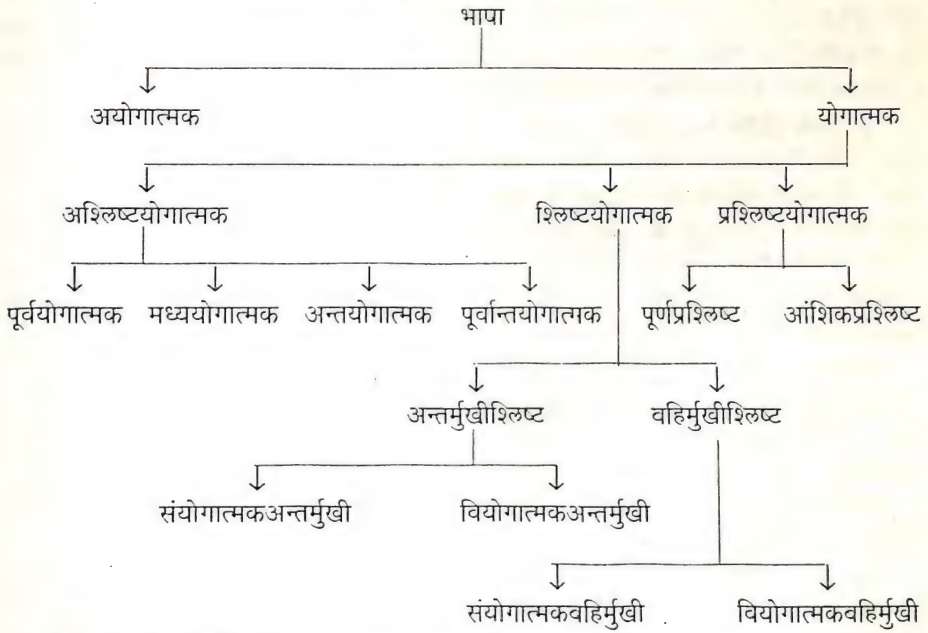 भाषा
अयोगात्मक योगात्मक
अश्लिष्टयोगात्मक श्लिष्टयोगात्मक प्रश्लिष्टयोगात्मक
पूर्वयोगात्मक मध्ययोगात्मक अन्तयोगात्मक पूर्वान्तयोगात्मक पूर्णप्रश्लिष्ट आंशिकप्रश्लिष्ट
अन्तर्मुखीश्लिष्ट वहिर्मुखीश्लिष्ट
संयोगात्मकअन्तर्मुखी वियोगात्मकअन्तर्मुखी
संयोगात्मकवहिर्मुखी वियोगात्मकवहिर्मुखी